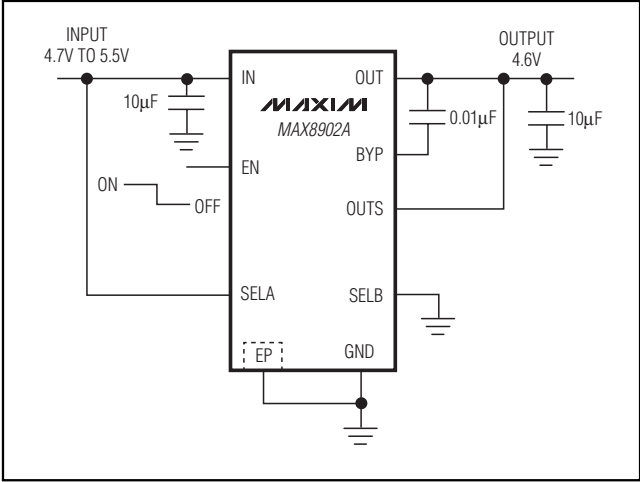 INPUT
4.7V TO 5.5V
OUTPUT
4.6V
IN
OUT
10µF
MAXIM
MAX8902A
0.01µF
10µF
BYP
EN
ON
OFF
OUTS
SELA
SELB
EP
GND